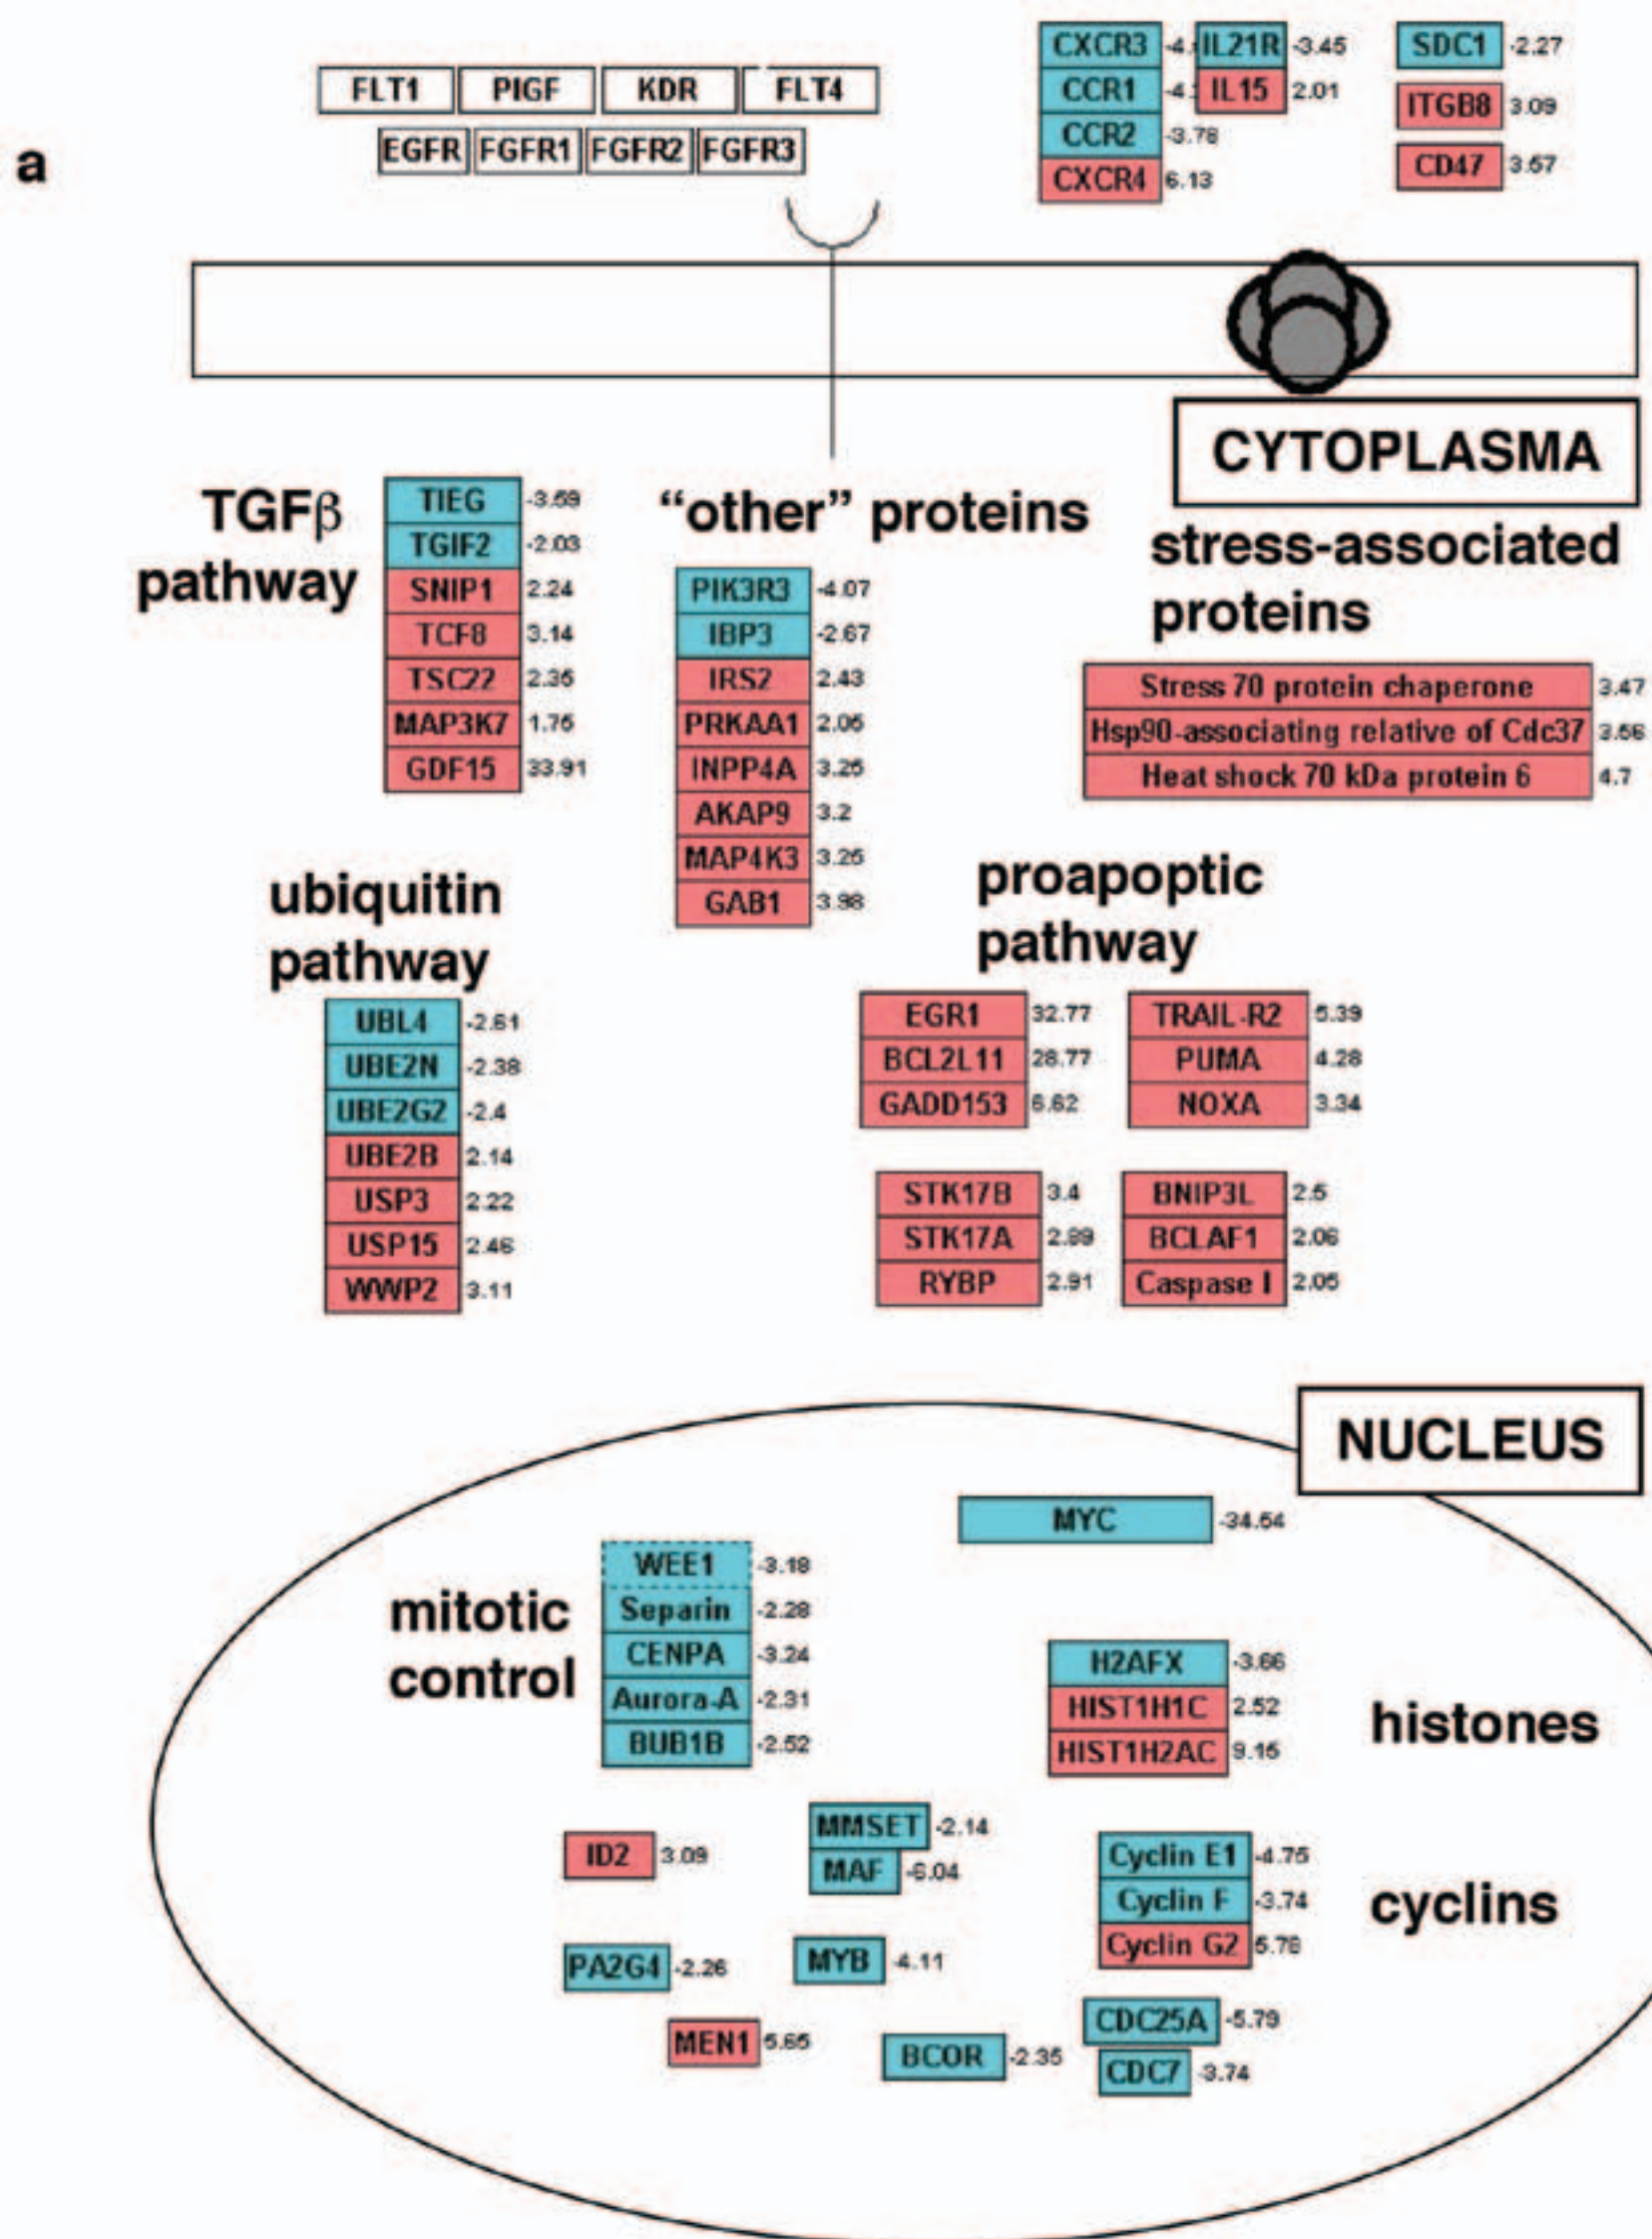 a
FLT1 PIGF KDR FLT4
EGFR FGFR1 FGFR2 FGFR3
CXCR3 IL21R -3.45
CCR1 IL15 2.01
CCR2 -3.78
CXCR4 6.13
SDC1 -2.27
ITGB8 3.09
CD47 3.57
CYTOPLASMA
TGFβ
pathway
TIEG -3.59
TGIF2 -2.03
SNIP1 2.24
TCF8 3.14
TSC22 2.35
MAP3K7 1.75
GDF15 33.91
“other” proteins
PIK3R3 -4.07
IBP3 -2.67
IRS2 2.43
PRKAA1 2.05
INPP4A 3.25
AKAP9 3.2
MAP4K3 3.25
GAB1 3.98
stress-associated
proteins
Stress 70 protein chaperone 3.47
Hsp90-associating relative of Cdc37 3.56
Heat shock 70 kDa protein 6 4.7
ubiquitin
pathway
UBL4 -2.61
UBE2N -2.38
UBE2G2 -2.4
UBE2B 2.14
USP3 2.22
USP15 2.46
WWP2 3.11
proapoptic
pathway
EGR1 32.77
BCL2L11 28.77
GADD153 6.62
TRAIL-R2 5.39
PUMA 4.28
NOXA 3.34
STK17B 3.4
STK17A 2.89
RYBP 2.91
BNIP3L 2.5
BCLAF1 2.06
Caspase I 2.05
NUCLEUS
MYC -34.54
mitotic
control
WEE1 -3.18
Separin -2.28
CENPA -3.24
Aurora-A -2.31
BUB1B -2.52
H2AFX -3.66
HIST1H1C 2.52
HIST1H2AC 9.15
histones
ID2 3.09
MMSET -2.14
MAF -6.04
Cyclin E1 -4.75
Cyclin F -3.74
Cyclin G2 5.78
cyclins
PA2G4 -2.26
MYB -4.11
MEN1 5.65
BCOR -2.35
CDC25A -5.79
CDC7 -3.74